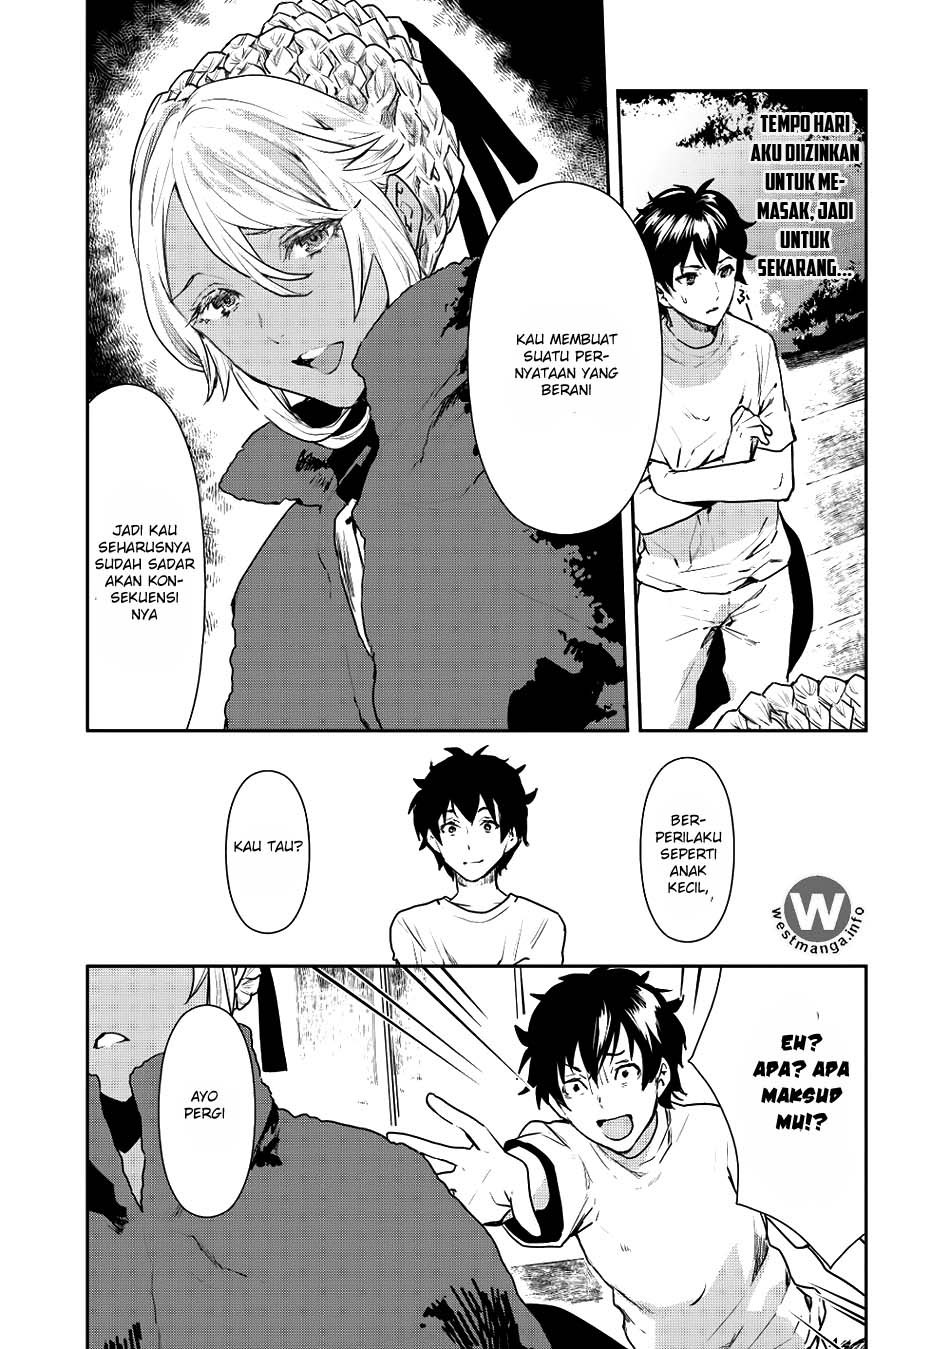 TEMPO HARI
AKU DIIZINKAN
UNTUK ME-
MASAK, JADI
UNTUK
SEKARANG...
KAU MEMBUAT
SUATU PER-
NYATAAN YANG
BERANI
JADI KAU
SEHARUSNYA
SUDAH SADAR
AKAN KON-
SEKUENSI
NYA
BER-
PERILAKU
SEPERTI
ANAK
KECIL,
KAU TAU?
W
westmanga.info
EH?
APA? APA
MAKSUD
MU!?
AYO
PERGI